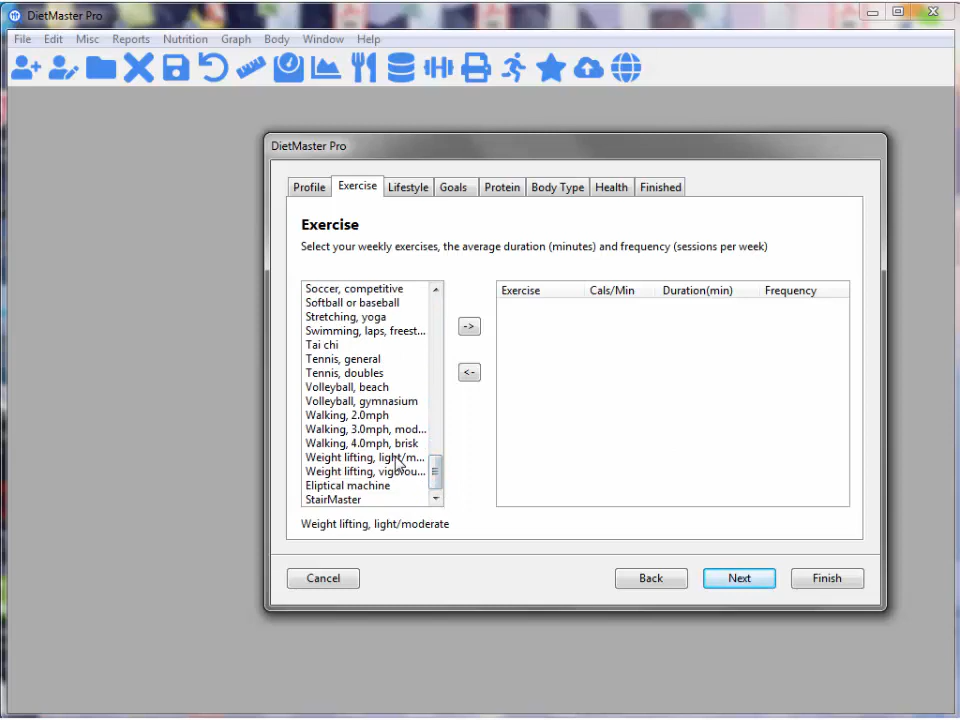 DietMaster Pro
File Edit Misc Reports Nutrition Graph Body Window Help
DietMaster Pro
Profile Exercise Lifestyle Goals Protein Body Type Health Finished
Exercise
Select your weekly exercises, the average duration (minutes) and frequency (sessions per week)
Exercise Cals/Min Duration(min) Frequency
Soccer, competitive
Softball or baseball
Stretching, yoga
Swimming, laps, freest...
Tai chi
Tennis, general
Tennis, doubles
Volleyball, beach
Volleyball, gymnasium
Walking, 2.0mph
Walking, 3.0mph, mod...
Walking, 4.0mph, brisk
Weight lifting, light/m...
Weight lifting, vigorou...
Eliptical machine
StairMaster
->
<-
Weight lifting, light/moderate
Cancel Back Next Finish